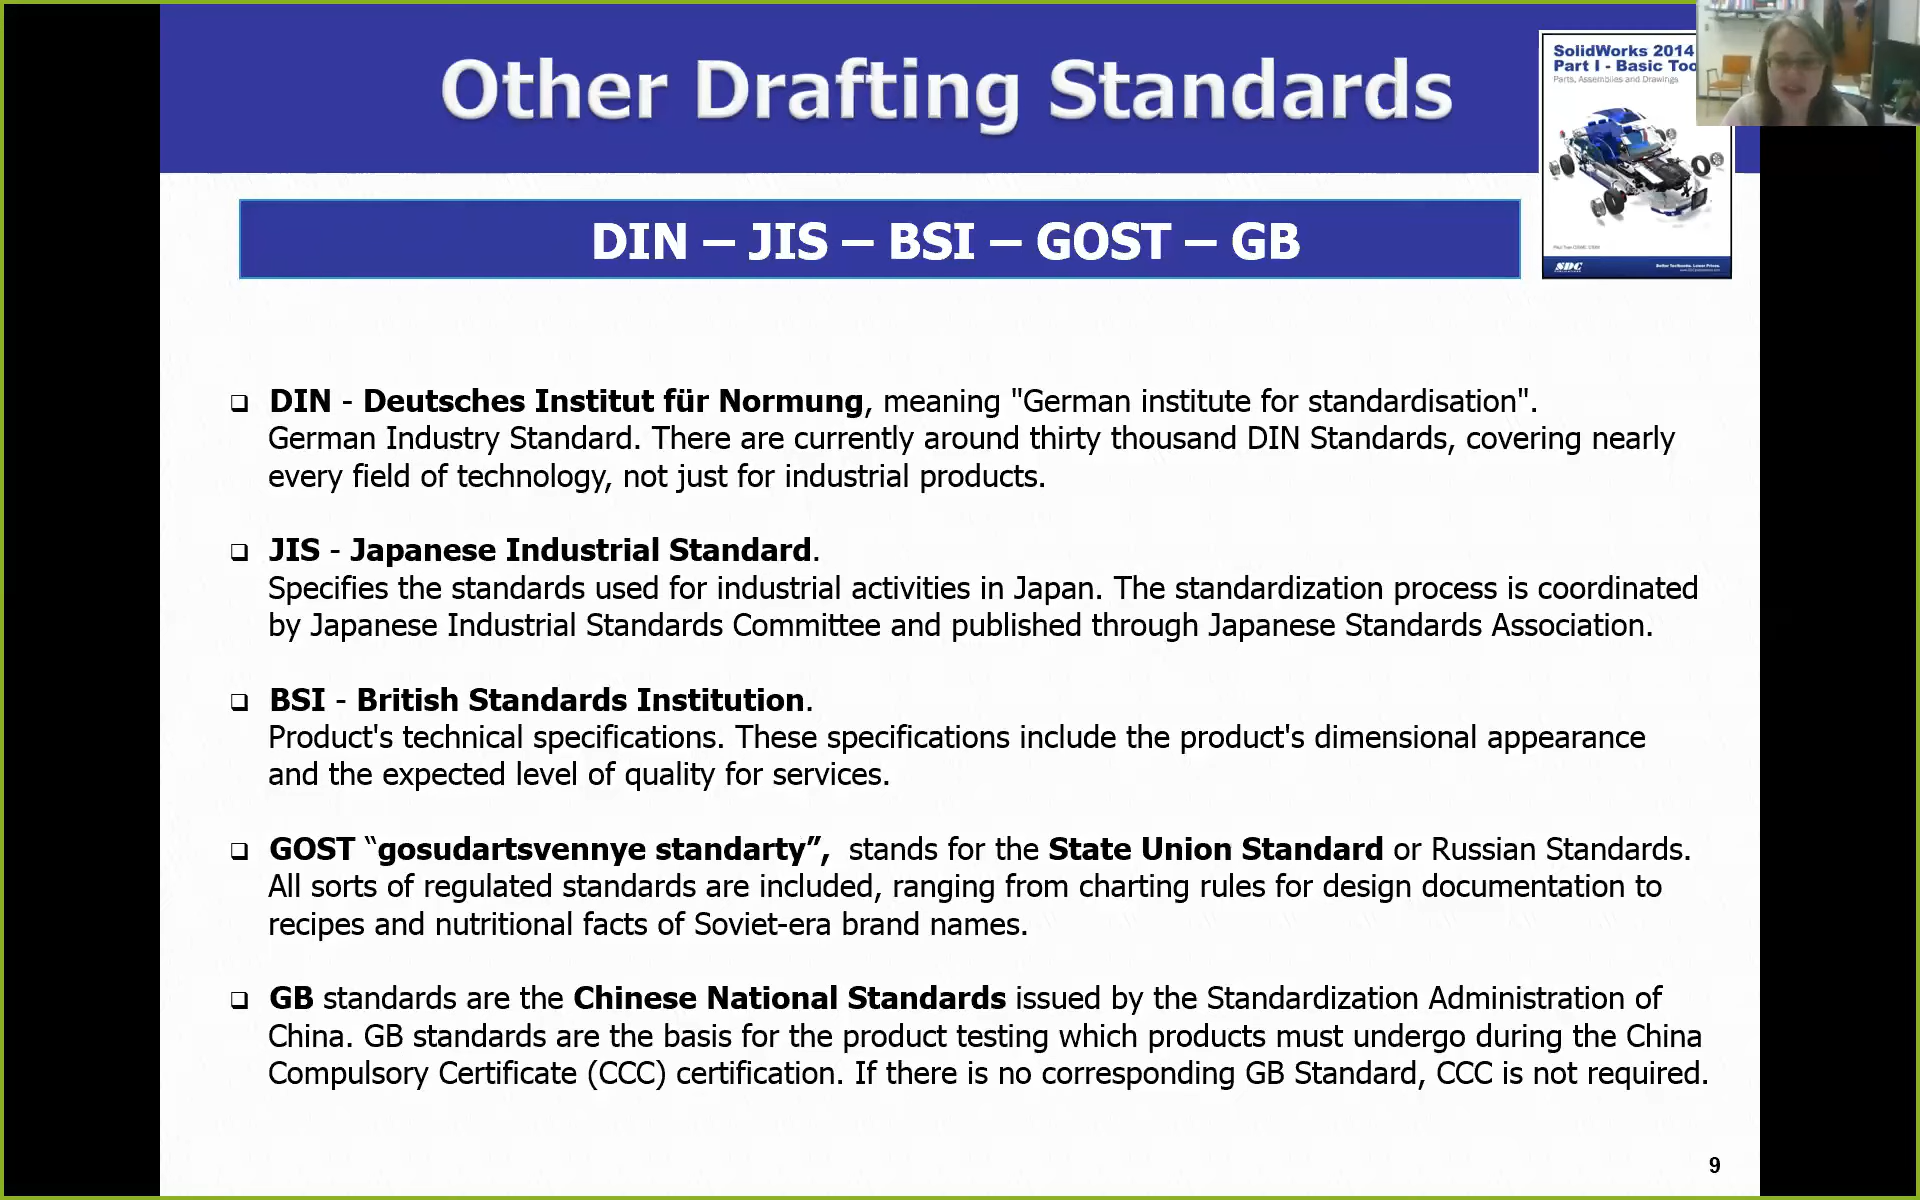 Other Drafting Standards
SolidWorks 2014
Part I - Basic Too
Parts, Assemblies and Drawings
DIN – JIS – BSI – GOST – GB
SDC
Better Textbooks. Lower Prices.
DIN - Deutsches Institut für Normung, meaning "German institute for standardisation".
German Industry Standard. There are currently around thirty thousand DIN Standards, covering nearly
every field of technology, not just for industrial products.
JIS - Japanese Industrial Standard.
Specifies the standards used for industrial activities in Japan. The standardization process is coordinated
by Japanese Industrial Standards Committee and published through Japanese Standards Association.
BSI - British Standards Institution.
Product's technical specifications. These specifications include the product's dimensional appearance
and the expected level of quality for services.
GOST “gosudartsvennye standarty”, stands for the State Union Standard or Russian Standards.
All sorts of regulated standards are included, ranging from charting rules for design documentation to
recipes and nutritional facts of Soviet-era brand names.
GB standards are the Chinese National Standards issued by the Standardization Administration of
China. GB standards are the basis for the product testing which products must undergo during the China
Compulsory Certificate (CCC) certification. If there is no corresponding GB Standard, CCC is not required.
9